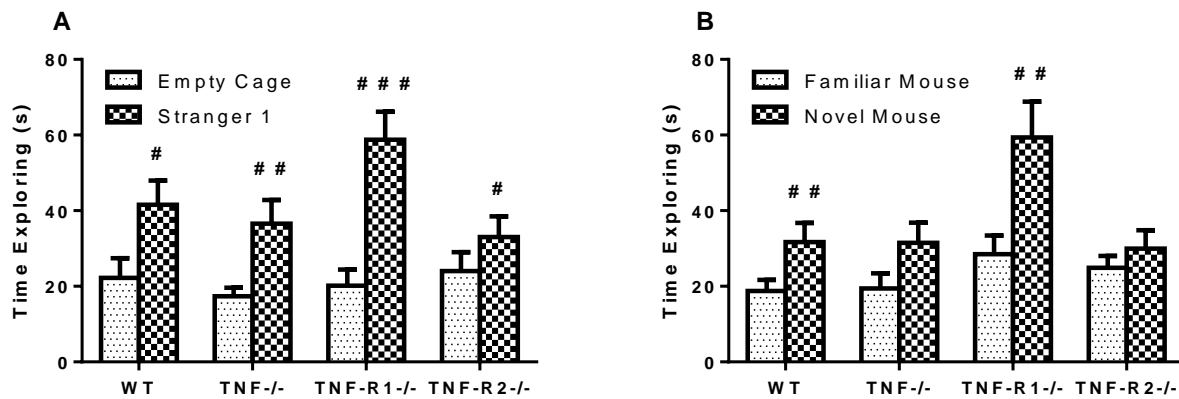 A
Time Exploring (s)
80
60
40
20
0
Empty Cage
Stranger 1
#
# #
# # #
#
WT
TNF-/-
TNF-R1-/-
TNF-R2-/-
B
Time Exploring (s)
80
60
40
20
0
Familiar Mouse
Novel Mouse
# #
# #
WT
TNF-/-
TNF-R1-/-
TNF-R2-/-